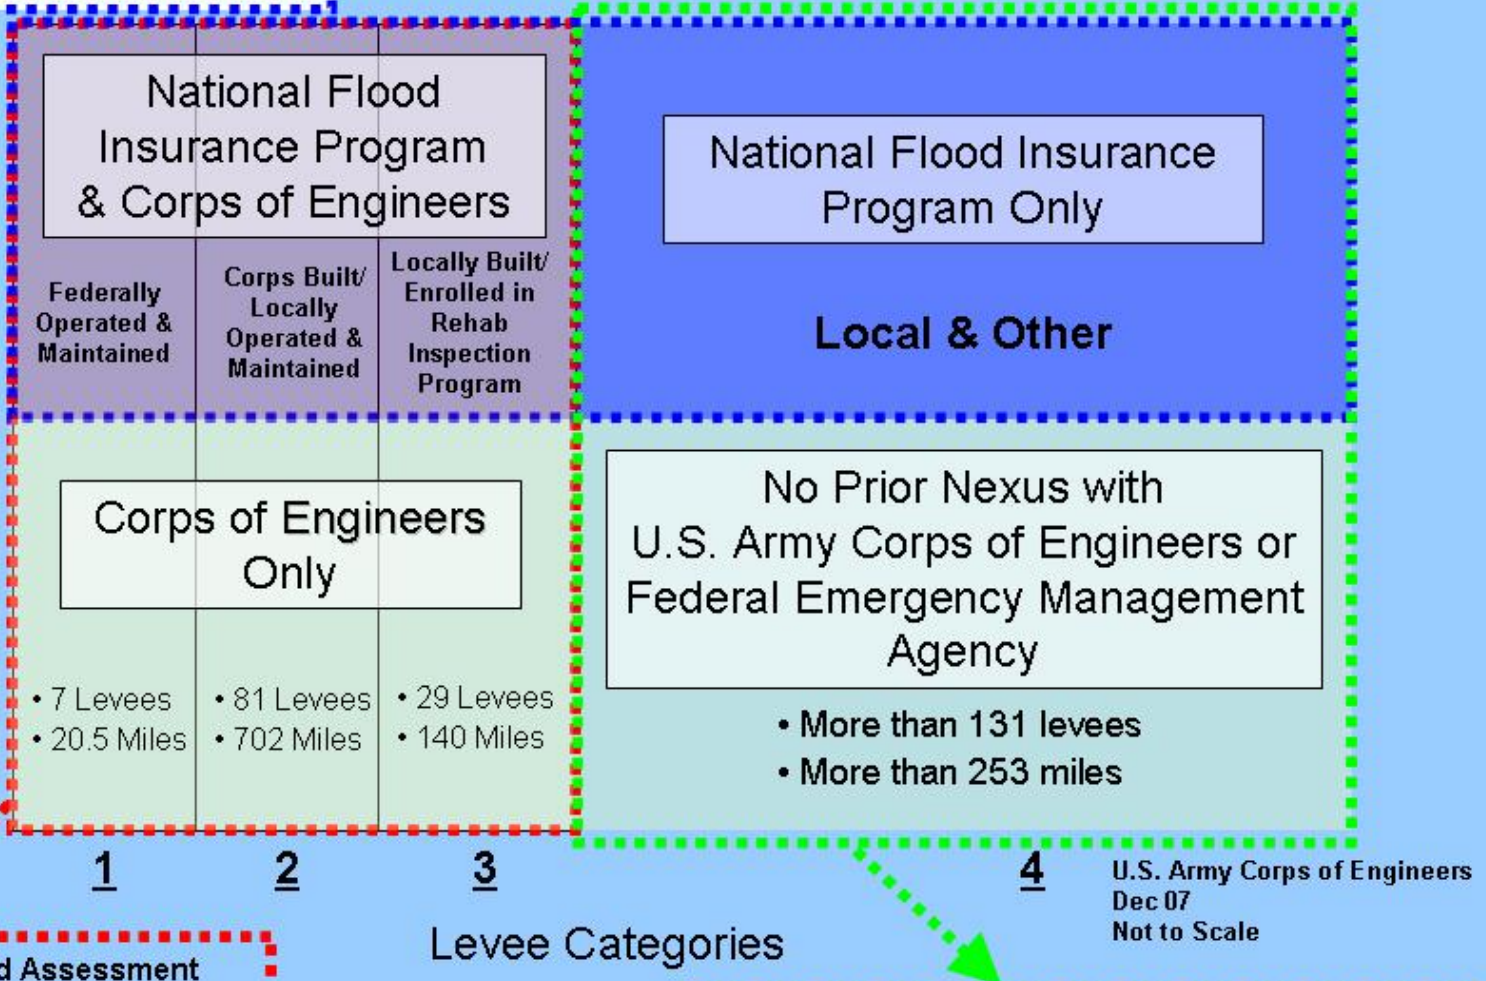 National Flood
Insurance Program
& Corps of Engineers
Federally
Operated &
Maintained
Corps Built/
Locally
Operated &
Maintained
Locally Built/
Enrolled in
Rehab
Inspection
Program
National Flood Insurance
Program Only
Local & Other
Corps of Engineers
Only
• 7 Levees
• 20.5 Miles
• 81 Levees
• 702 Miles
• 29 Levees
• 140 Miles
No Prior Nexus with
U.S. Army Corps of Engineers or
Federal Emergency Management
Agency
• More than 131 levees
• More than 253 miles
1
2
3
4
U.S. Army Corps of Engineers
Dec 07
Not to Scale
Levee Categories
d Assessment